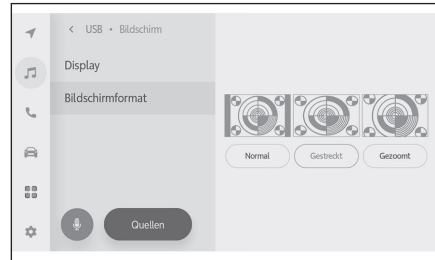 < USB • Bildschirm
Display
Bildschirmformat
Normal Gestreckt Gezoomt
Quellen